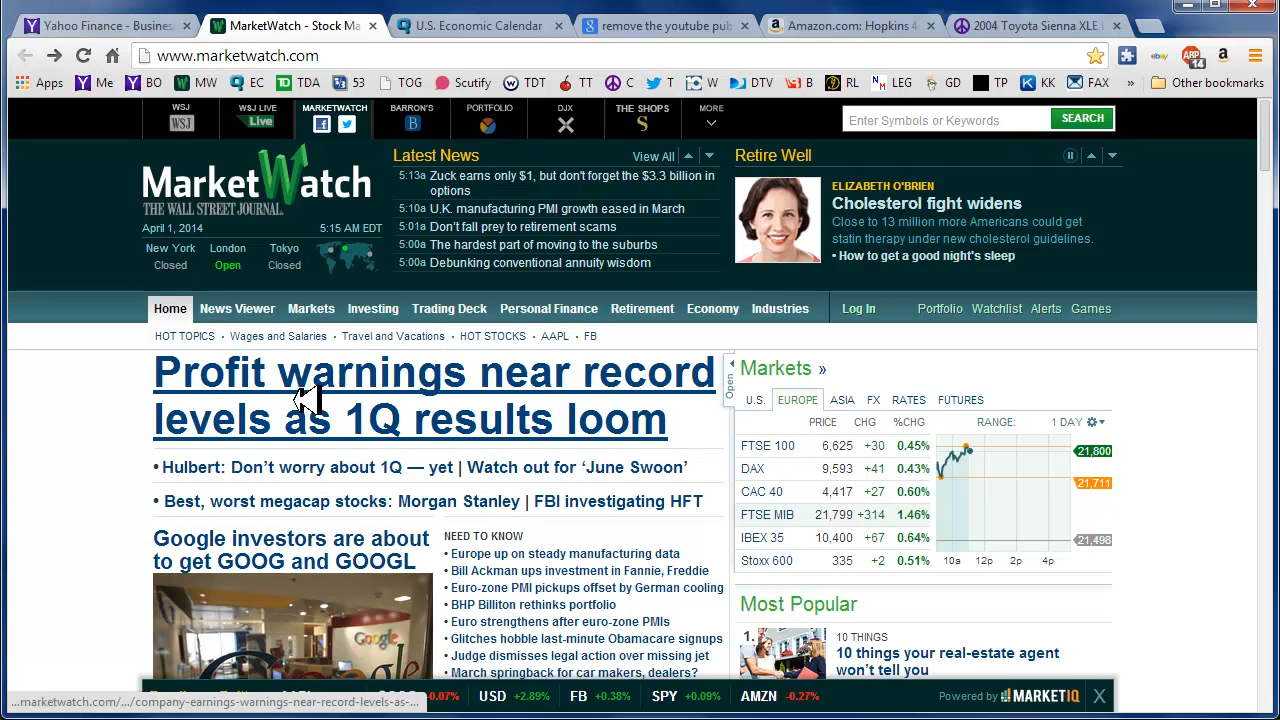 Yahoo Finance - Business
MarketWatch - Stock Ma
U.S. Economic Calendar
remove the youtube pub
Amazon.com: Hopkins
2004 Toyota Sienna XLE
www.marketwatch.com
ABP
14
Apps
Me
BO
MW
EC
TDA
53
TOG
Scutify
TDT
TT
C
T
W
DTV
B
RL
LEG
GD
TP
KK
FAX
»
Other bookmarks
WSJ
WSJ
WSJ LIVE
Live
MARKETWATCH
BARRON'S
B
PORTFOLIO
DJX
THE SHOPS
S
MORE
Enter Symbols or Keywords
SEARCH
MarketWatch
THE WALL STREET JOURNAL.
April 1, 2014
5:15 AM EDT
New York
London
Tokyo
Closed
Open
Closed
Latest News
View All
5:13a Zuck earns only $1, but don't forget the $3.3 billion in
options
5:10a U.K. manufacturing PMI growth eased in March
5:01a Don't fall prey to retirement scams
5:00a The hardest part of moving to the suburbs
5:00a Debunking conventional annuity wisdom
Retire Well
ELIZABETH O'BRIEN
Cholesterol fight widens
Close to 13 million more Americans could get
statin therapy under new cholesterol guidelines.
• How to get a good night's sleep
Home
News Viewer
Markets
Investing
Trading Deck
Personal Finance
Retirement
Economy
Industries
Log In
Portfolio
Watchlist
Alerts
Games
HOT TOPICS • Wages and Salaries • Travel and Vacations • HOT STOCKS • AAPL • FB
Profit warnings near record
levels as 1Q results loom
• Hulbert: Don't worry about 1Q — yet | Watch out for 'June Swoon'
• Best, worst megacap stocks: Morgan Stanley | FBI investigating HFT
Google investors are about
to get GOOG and GOOGL
Google
NEED TO KNOW
• Europe up on steady manufacturing data
• Bill Ackman ups investment in Fannie, Freddie
• Euro-zone PMI pickups offset by German cooling
• BHP Billiton rethinks portfolio
• Euro strengthens after euro-zone PMIs
• Glitches hobble last-minute Obamacare signups
• Judge dismisses legal action over missing jet
• March springback for car makers, dealers?
Open
Markets »
U.S.
EUROPE
ASIA
FX
RATES
FUTURES
PRICE CHG %CHG RANGE: 1 DAY
FTSE 100 6,625 +30 0.45%
DAX 9,593 +41 0.43%
CAC 40 4,417 +27 0.60%
FTSE MIB 21,799 +314 1.46%
IBEX 35 10,400 +67 0.64%
Stoxx 600 335 +2 0.51%
21,800
21,711
21,498
10a 12p 2p 4p
Most Popular
1.
10 THINGS
10 things your real-estate agent
won't tell you
-0.07% USD +2.89% FB +0.38% SPY +0.09% AMZN -0.27%
Powered by MARKETIQ X
...marketwatch.com/.../company-earnings-warnings-near-record-levels-as-...